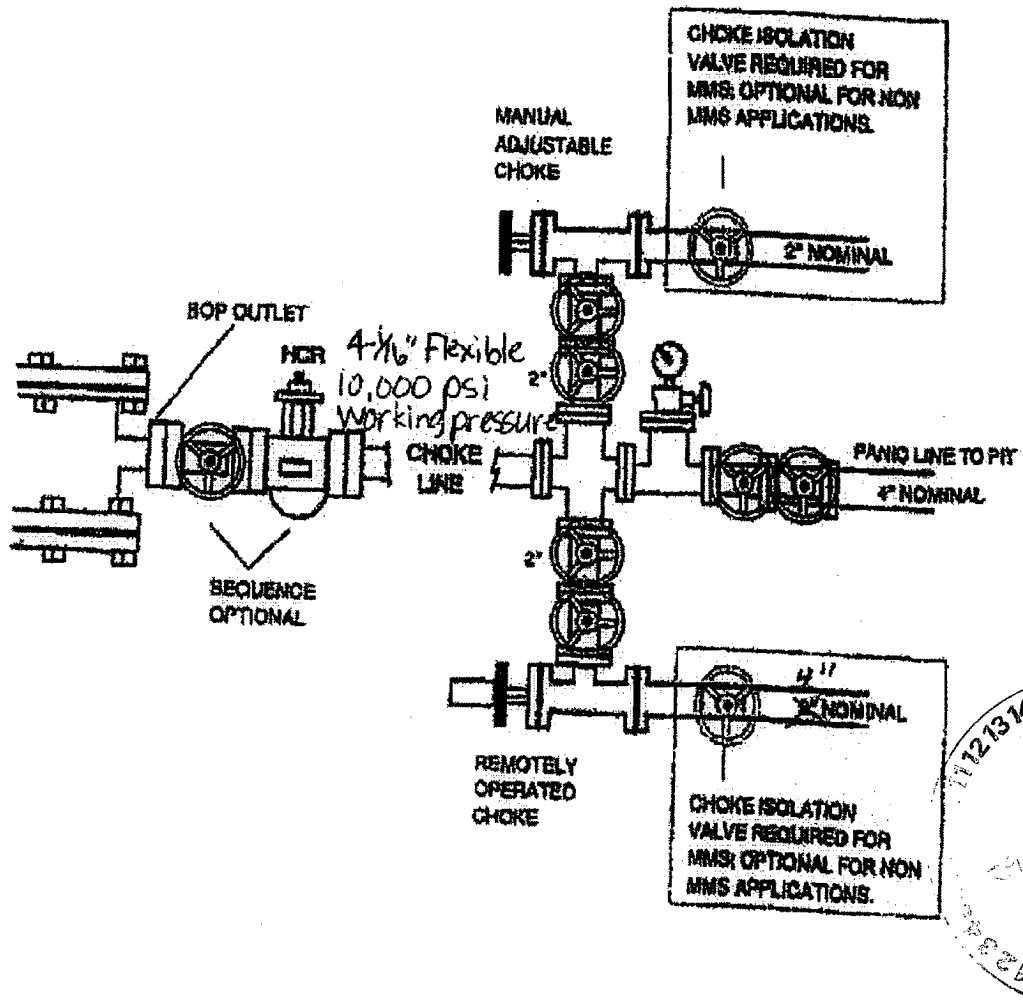 CHOKE ISOLATION
VALVE REQUIRED FOR
MMS; OPTIONAL FOR NON
MMS APPLICATIONS.
MANUAL
ADJUSTABLE
CHOKE
2" NOMINAL
BOP OUTLET
HCR
4-1/16" Flexible
10,000 psi
Working pressure
2"
CHOKE
LINE
PANIC LINE TO PIT
4" NOMINAL
2"
SEQUENCE
OPTIONAL
4"
NOMINAL
REMOTELY
OPERATED
CHOKE
CHOKE ISOLATION
VALVE REQUIRED FOR
MMS; OPTIONAL FOR NON
MMS APPLICATIONS.